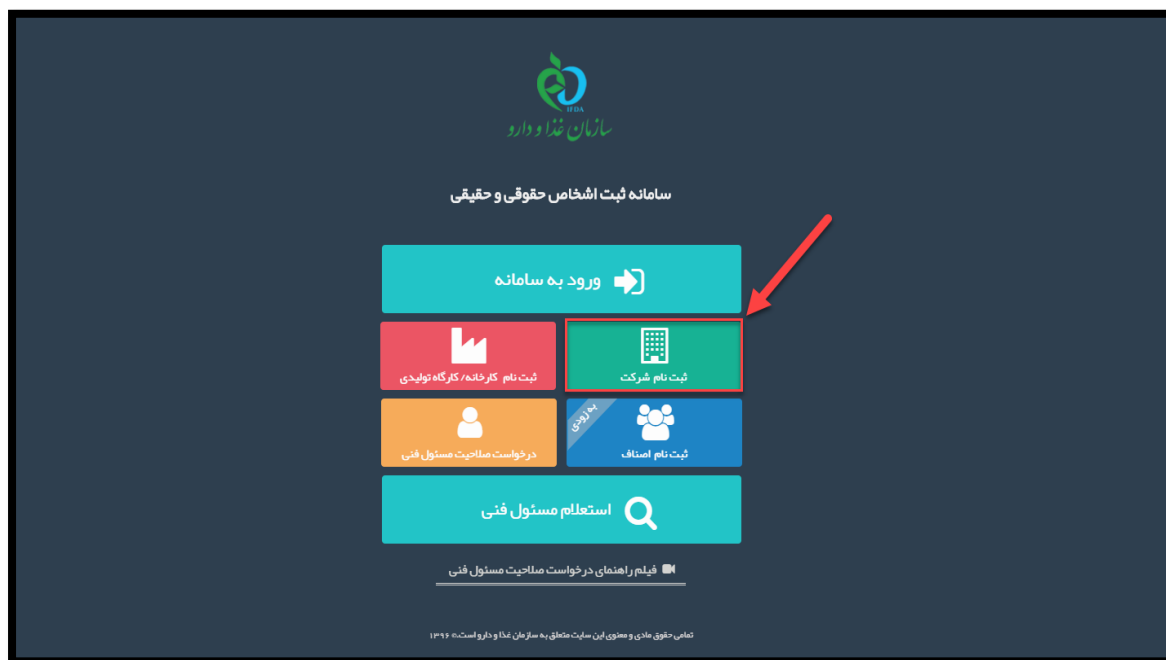 IFDA
سازمان غذا و دارو
سامانه ثبت اشخاص حقوقی و حقیقی
ورود به سامانه
ثبت نام شرکت
ثبت نام کارخانه/ کارگاه تولیدی
به زودی
ثبت نام اصناف
درخواست صلاحیت مسئول فنی
استعلام مسئول فنی
فیلم راهنمای درخواست صلاحیت مسئول فنی
تمامی حقوق مادی و معنوی این سایت متعلق به سازمان غذا و دارو است.© ۱۳۹۶